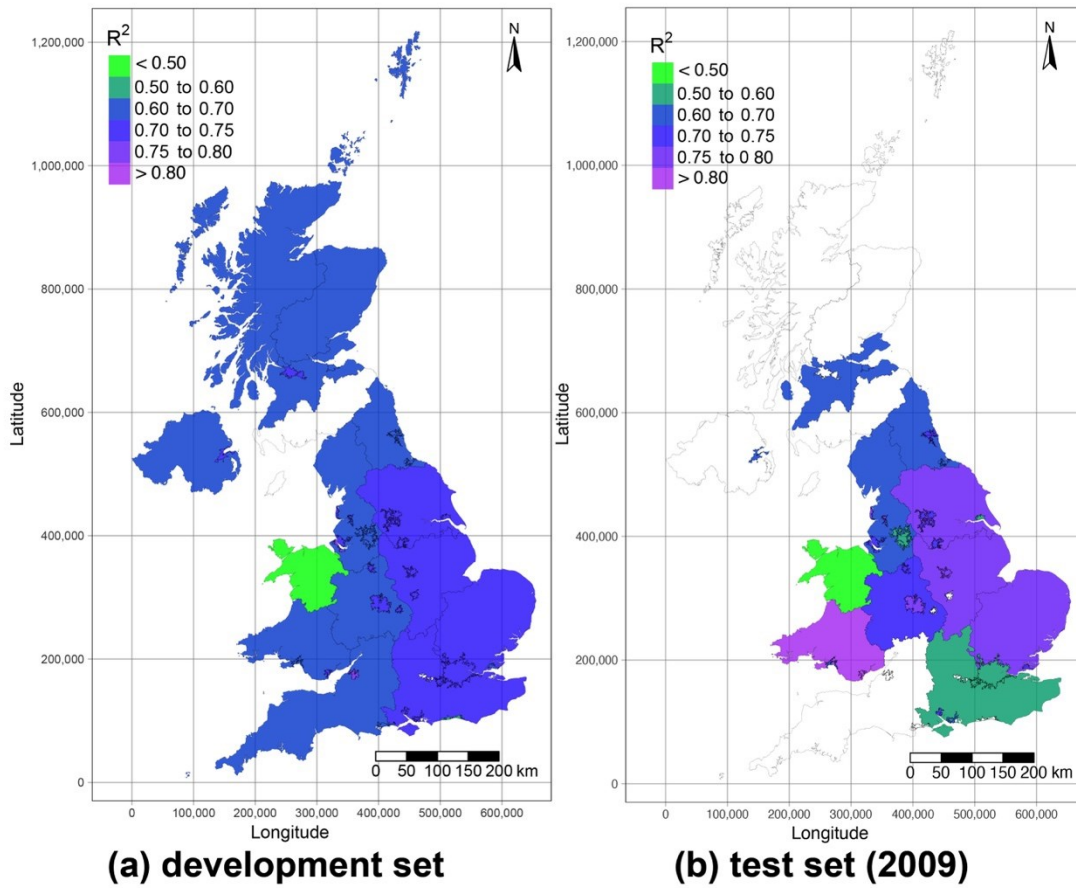 R²
< 0.50
0.50 to 0.60
0.60 to 0.70
0.70 to 0.75
0.75 to 0.80
> 0.80
N
1,200,000
1,000,000
800,000
600,000
400,000
200,000
0
Latitude
0 50 100 150 200 km
0 100,000 200,000 300,000 400,000 500,000 600,000
Longitude
(a) development set
R²
< 0.50
0.50 to 0.60
0.60 to 0.70
0.70 to 0.75
0.75 to 0.80
> 0.80
N
1,200,000
1,000,000
800,000
600,000
400,000
200,000
0
Latitude
0 50 100 150 200 km
0 100,000 200,000 300,000 400,000 500,000 600,000
Longitude
(b) test set (2009)